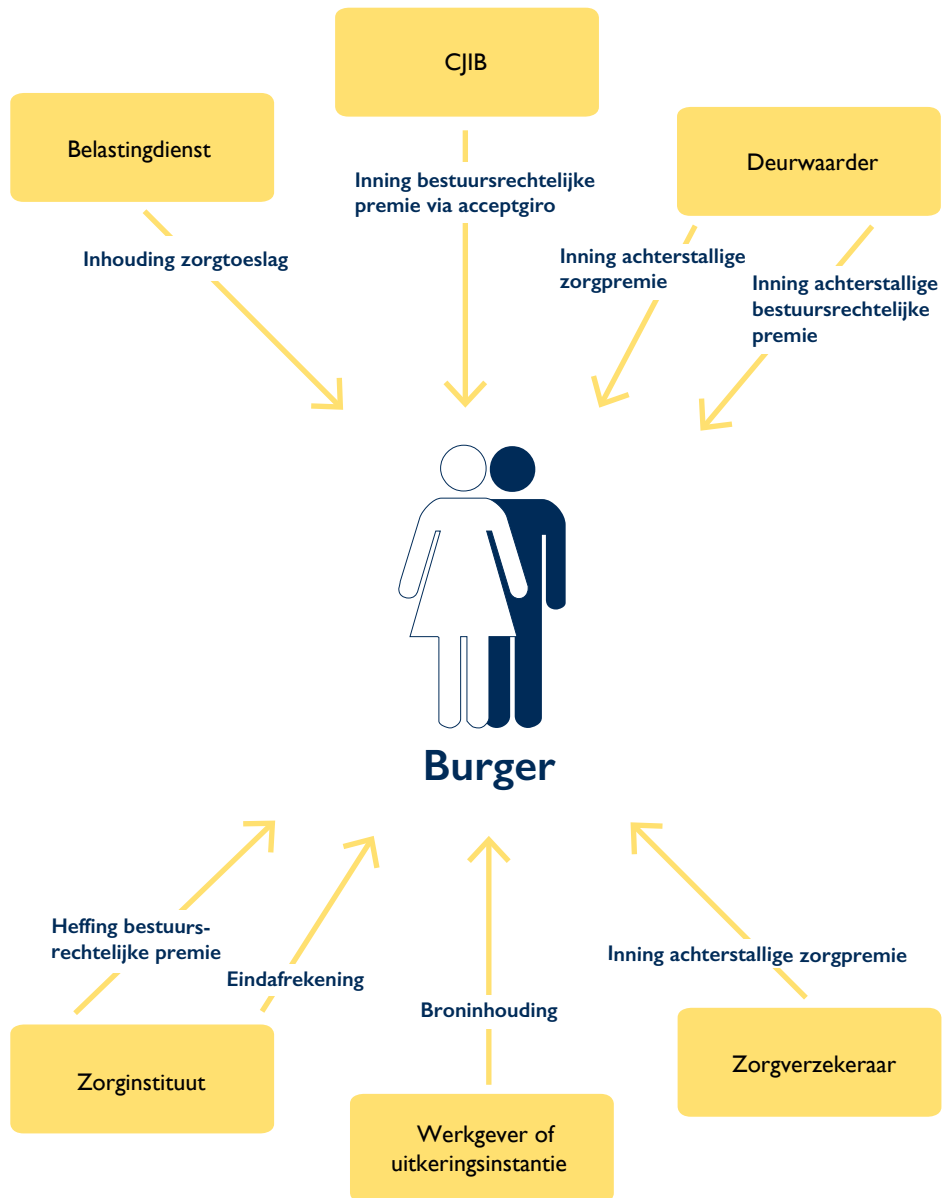 CJIB
Belastingdienst
Deurwaarder
Inning bestuursrechtelijke
premie via acceptgiro
Inhouding zorgtoeslag
Inning achterstallige
zorgpremie
Inning achterstallige
bestuursrechtelijke
premie
Burger
Heffing bestuurs-
rechtelijke premie
Eindafrekening
Broninhouding
Inning achterstallige zorgpremie
Zorginstituut
Werkgever of
uitkeringsinstantie
Zorgverzekeraar